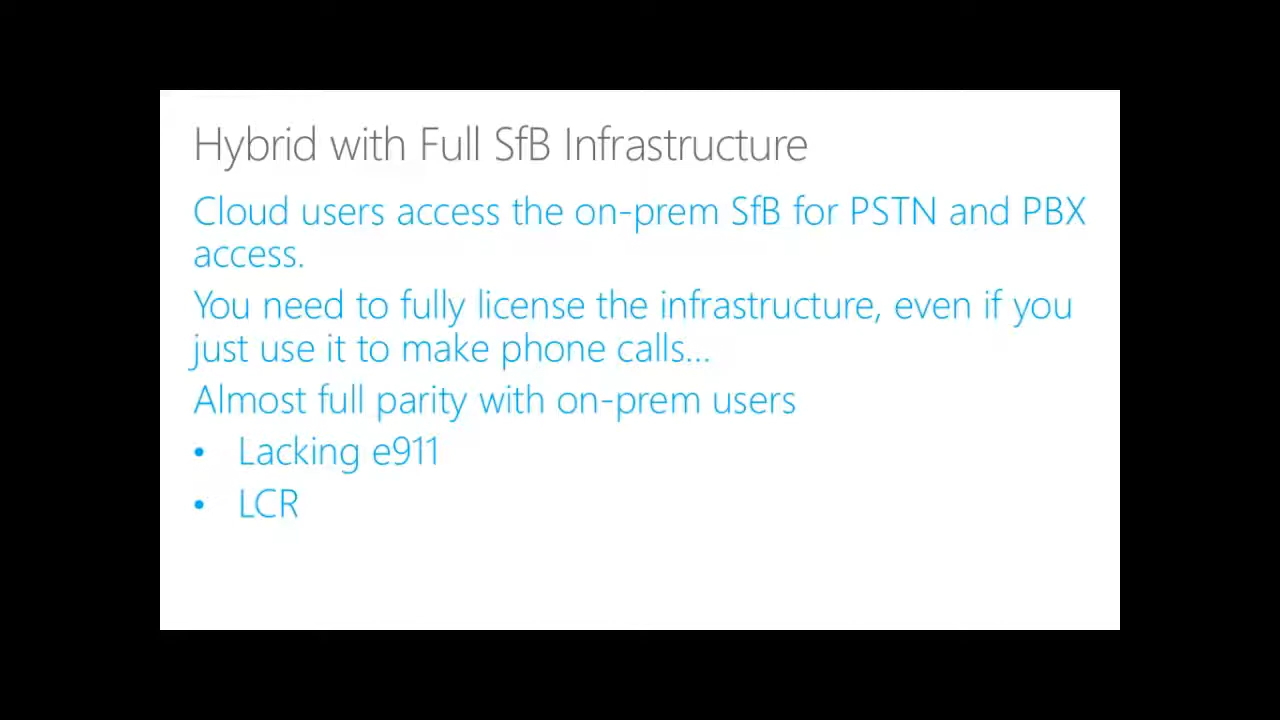 Hybrid with Full SfB Infrastructure
Cloud users access the on-prem SfB for PSTN and PBX
access.
You need to fully license the infrastructure, even if you
just use it to make phone calls...
Almost full parity with on-prem users
• Lacking e911
• LCR